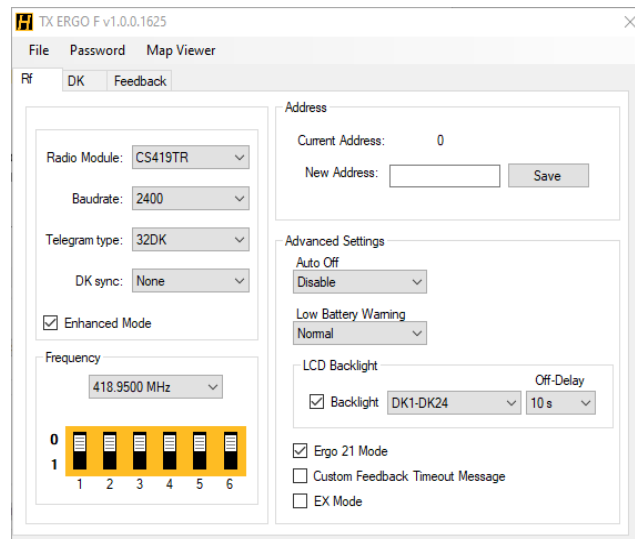 TX ERGO F v1.0.0.1625
File Password Map Viewer
Rf DK Feedback
Radio Module: CS419TR
Baudrate: 2400
Telegram type: 32DK
DK sync: None
Enhanced Mode
Frequency
418.9500 MHz
0
1
1 2 3 4 5 6
Address
Current Address: 0
New Address: Save
Advanced Settings
Auto Off
Disable
Low Battery Warning
Normal
LCD Backlight
Off-Delay
Backlight DK1-DK24 10 s
Ergo 21 Mode
Custom Feedback Timeout Message
EX Mode